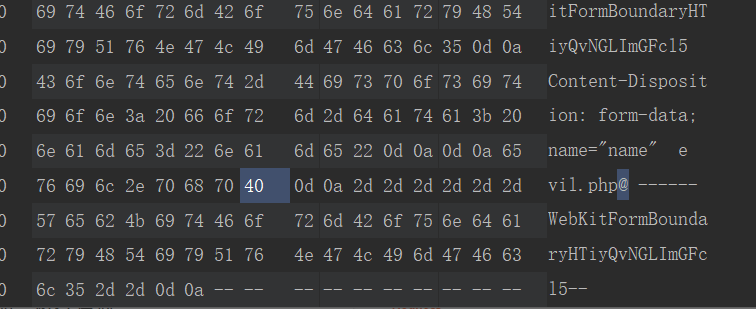 0 69 74 46 6f 72 6d 42 6f 75 6e 64 61 72 79 48 54 itFormBoundaryHT
0 69 79 51 76 4e 47 4c 49 6d 47 46 63 6c 35 0d 0a iyQvNGLImGFcl5
0 43 6f 6e 74 65 6e 74 2d 44 69 73 70 6f 73 69 74 Content-Disposit
0 69 6f 6e 3a 20 66 6f 72 6d 2d 64 61 74 61 3b 20 ion: form-data;
0 6e 61 6d 65 3d 22 6e 61 6d 65 22 0d 0a 0d 0a 65 name="name" e
0 76 69 6c 2e 70 68 70 40 0d 0a 2d 2d 2d 2d 2d 2d vil.php@ ------
0 57 65 62 4b 69 74 46 6f 72 6d 42 6f 75 6e 64 61 WebKitFormBounda
0 72 79 48 54 69 79 51 76 4e 47 4c 49 6d 47 46 63 ryHTiyQvNGLImGFc
0 6c 35 2d 2d 0d 0a -- -- -- -- -- -- -- -- -- -- l5--